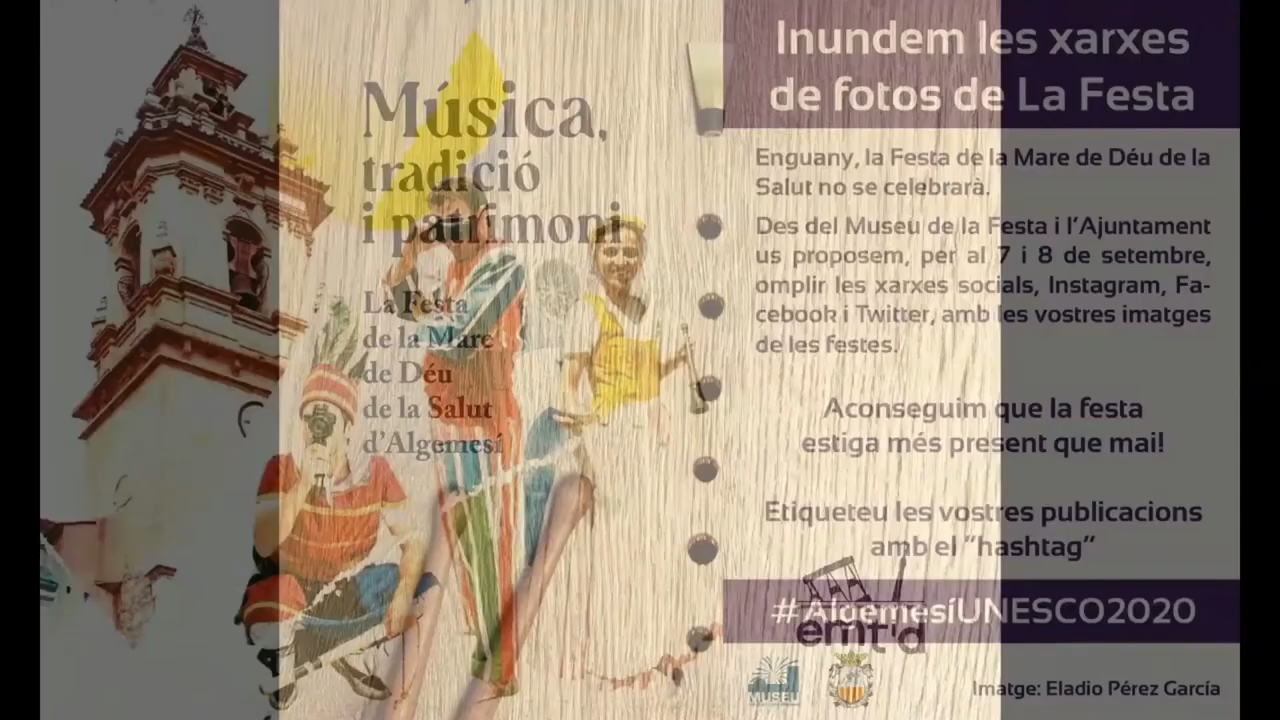 Música,
tradició
i patrimoni
La Festa
de la Mare
de Déu
de la Salut
d'Algemesí
Inundem les xarxes
de fotos de La Festa
Enguany, la Festa de la Mare de Déu de la
Salut no se celebrarà.
Des del Museu de la Festa i l'Ajuntament
us proposem, per al 7 i 8 de setembre,
omplir les xarxes socials, Instagram, Fa-
cebook i Twitter, amb les vostres imatges
de les festes.
Aconseguim que la festa
estiga més present que mai!
Etiqueteu les vostres publicacions
amb el "hashtag"
#AlgemesíUNESCO2020
emt'd
MUSEU
Imatge: Eladio Pérez García